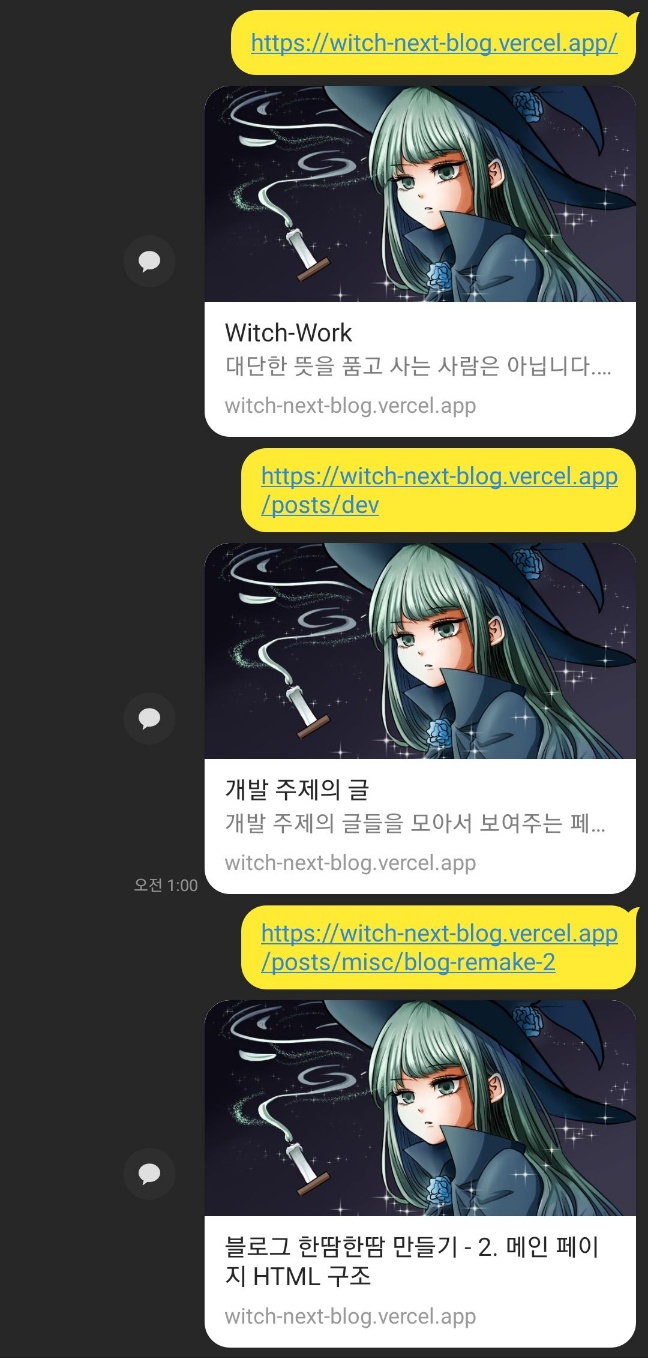 https://witch-next-blog.vercel.app/
Witch-Work
대단한 뜻을 품고 사는 사람은 아닙니다....
witch-next-blog.vercel.app
https://witch-next-blog.vercel.app
/posts/dev
개발 주제의 글
개발 주제의 글들을 모아서 보여주는 페...
witch-next-blog.vercel.app
오전 1:00
https://witch-next-blog.vercel.app
/posts/misc/blog-remake-2
블로그 한땀한땀 만들기 - 2. 메인 페이
지 HTML 구조
witch-next-blog.vercel.app